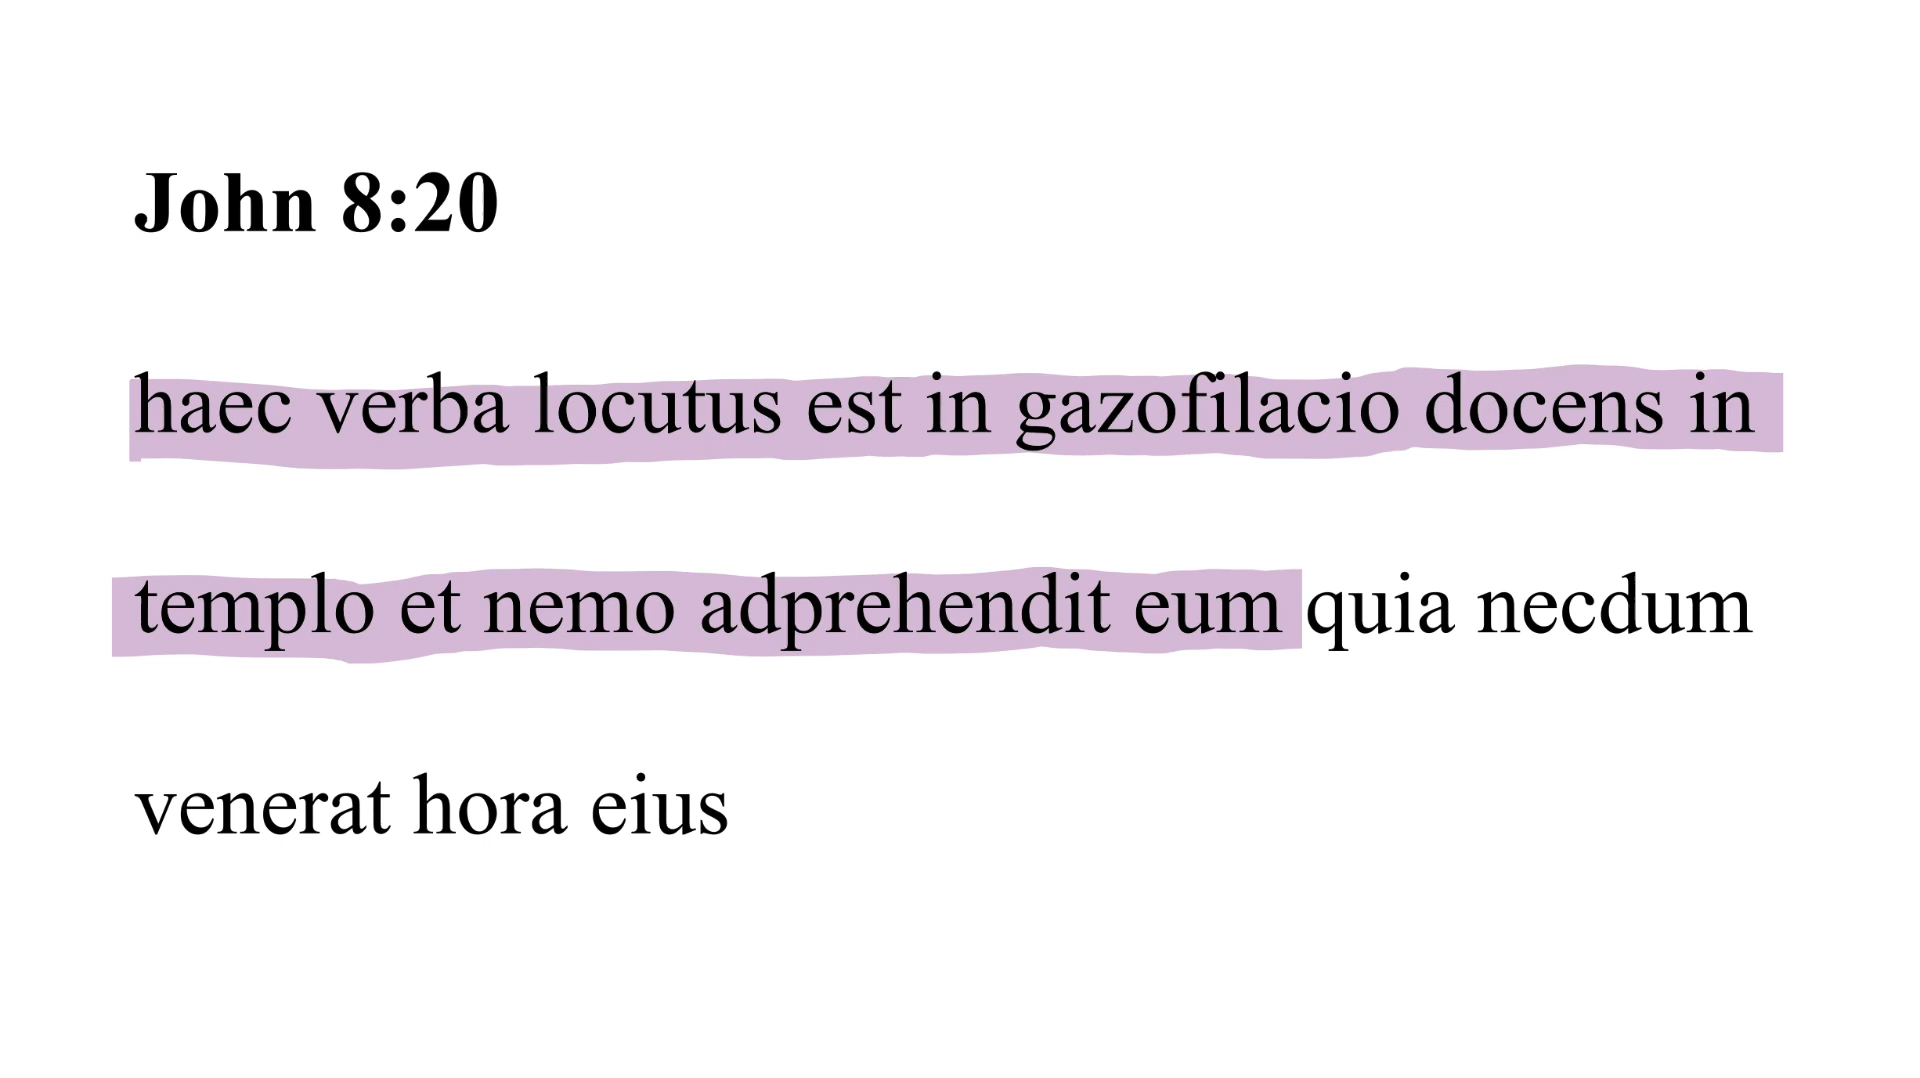 John 8:20
haec verba locutus est in gazofilacio docens in
templo et nemo adprehendit eum quia necdum
venerat hora eius